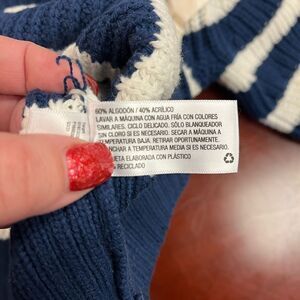 60% ALGODÓN / 40% ACRÍLICO
LAVAR A MÁQUINA CON AGUA FRÍA CON COLORES
SIMILARES. CICLO DELICADO. SÓLO BLANQUEADOR
SIN CLORO SI ES NECESARIO. SECAR A MÁQUINA
A TEMPERATURA BAJA. RETIRAR OPORTUNAMENTE.
PLANCHAR A TEMPERATURA MEDIA SI ES NECESARIO.
ETIQUETA ELABORADA CON PLÁSTICO
RECICLADO